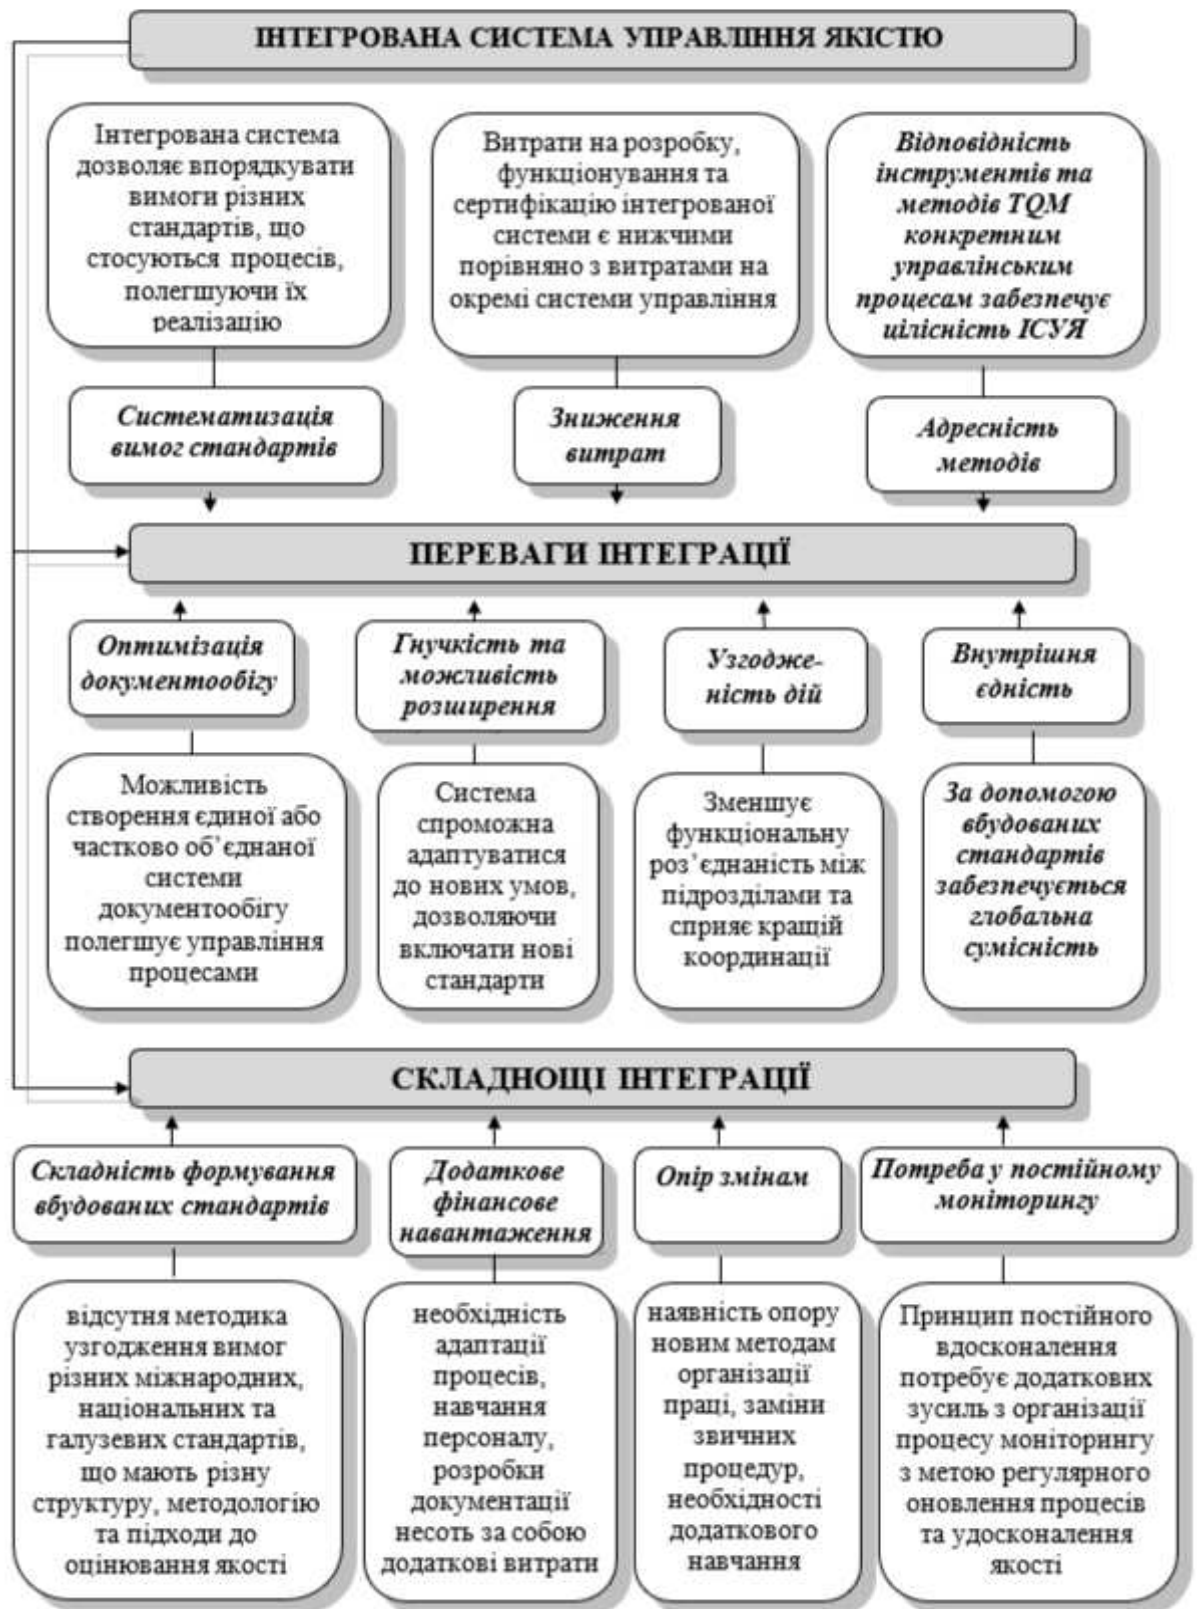 ІНТЕГРОВАНА СИСТЕМА УПРАВЛІННЯ ЯКІСТЮ
Інтегрована система
дозволяє впорядкувати
вимоги різних
стандартів, що
стосуються процесів,
полегшуючи їх
реалізацію
Витрати на розробку,
функціонування та
сертифікацію інтегрованої
системи є нижчими
порівняно з витратами на
окремі системи управління
Відповідність
інструментів та
методів TQM
конкретним
управлінським
процесам забезпечує
цілісність ІСУЯ
Систематизація
вимог стандартів
Зниження
витрат
Адресність
методів
ПЕРЕВАГИ ІНТЕГРАЦІЇ
Оптимізація
документообігу
Гнучкість та
можливість
розширення
Узгодже-
ність дій
Внутрішня
єдність
Можливість
створення єдиної або
частково об’єднаної
системи
документообігу
полегшує управління
процесами
Система
спроможна
адаптуватися
до нових умов,
дозволяючи
включати нові
стандарти
Зменшує
функціональну
роз’єднаність між
підрозділами та
сприяє кращій
координації
За допомогою
вбудованих
стандартів
забезпечується
глобальна
сумісність
СКЛАДНОЩІ ІНТЕГРАЦІЇ
Складність формування
вбудованих стандартів
Додаткове
фінансове
навантаження
Опір змінам
Потреба у постійному
моніторингу
відсутня методика
узгодження вимог
різних міжнародних,
національних та
галузевих стандартів,
що мають різну
структуру, методологію
та підходи до
оцінювання якості
необхідність
адаптації
процесів,
навчання
персоналу,
розробки
документації
несоть за собою
додаткові витрати
наявність опору
новим методам
організації
праці, заміни
звичних
процедур,
необхідності
додаткового
навчання
Принцип постійного
вдосконалення
потребує додаткових
зусиль з організації
процесу моніторингу
з метою регулярного
оновлення процесів
та удосконалення
якості